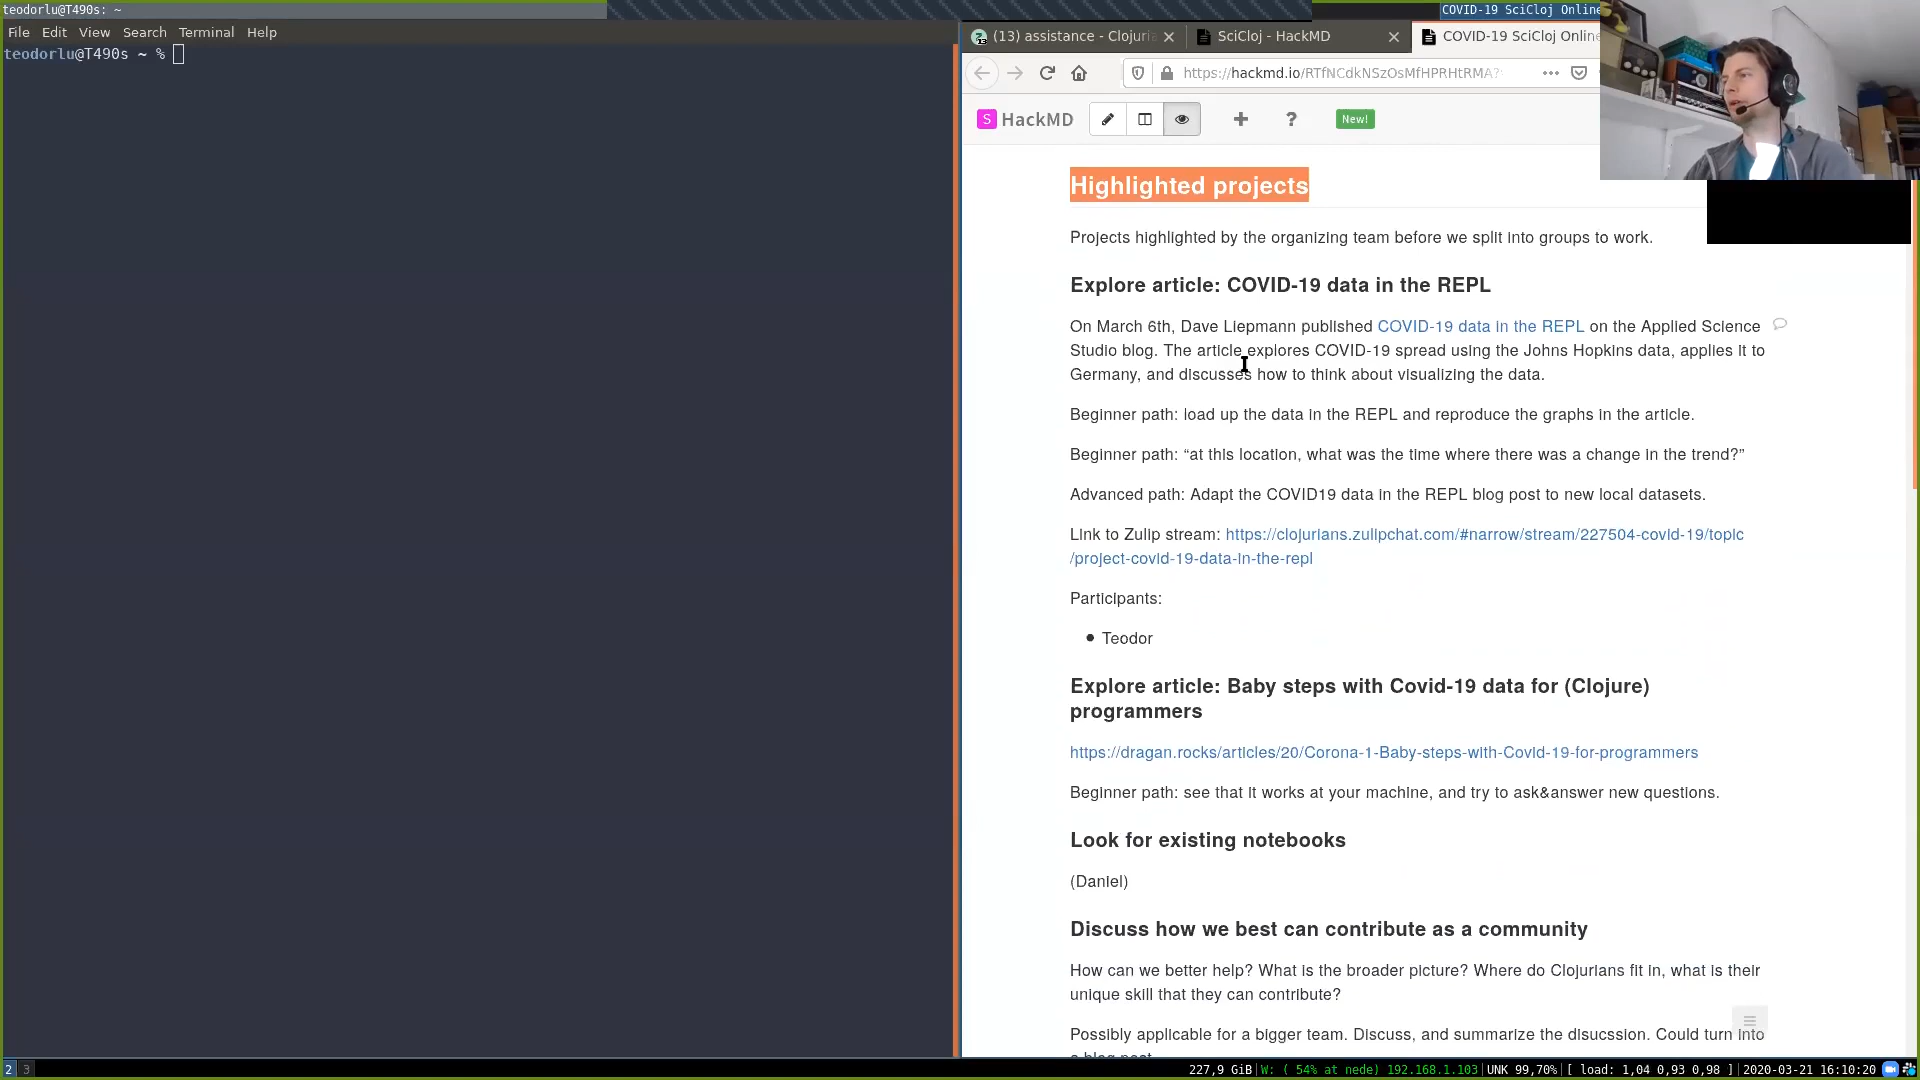 teodorlu@T490s: ~
COVID-19 SciCloj Online
File Edit View Search Terminal Help
teodorlu@T490s ~ %
(13) assistance - Clojuria
SciCloj - HackMD
COVID-19 SciCloj Online
https://hackmd.io/RTfNCdkNSzOsMfHPRHtRMA?
S HackMD
New!
Highlighted projects
Projects highlighted by the organizing team before we split into groups to work.
Explore article: COVID-19 data in the REPL
On March 6th, Dave Liepmann published COVID-19 data in the REPL on the Applied Science
Studio blog. The article explores COVID-19 spread using the Johns Hopkins data, applies it to
Germany, and discusses how to think about visualizing the data.
Beginner path: load up the data in the REPL and reproduce the graphs in the article.
Beginner path: “at this location, what was the time where there was a change in the trend?”
Advanced path: Adapt the COVID19 data in the REPL blog post to new local datasets.
Link to Zulip stream: https://clojurians.zulipchat.com/#narrow/stream/227504-covid-19/topic
/project-covid-19-data-in-the-repl
Participants:
Teodor
Explore article: Baby steps with Covid-19 data for (Clojure)
programmers
https://dragan.rocks/articles/20/Corona-1-Baby-steps-with-Covid-19-for-programmers
Beginner path: see that it works at your machine, and try to ask&answer new questions.
Look for existing notebooks
(Daniel)
Discuss how we best can contribute as a community
How can we better help? What is the broader picture? Where do Clojurians fit in, what is their
unique skill that they can contribute?
Possibly applicable for a bigger team. Discuss, and summarize the disucssion. Could turn into
a blog post
2 3
227,9 GiB W: ( 54% at nede) 192.168.1.103 UNK 99,70% [ load: 1,04 0,93 0,98 ] 2020-03-21 16:10:20